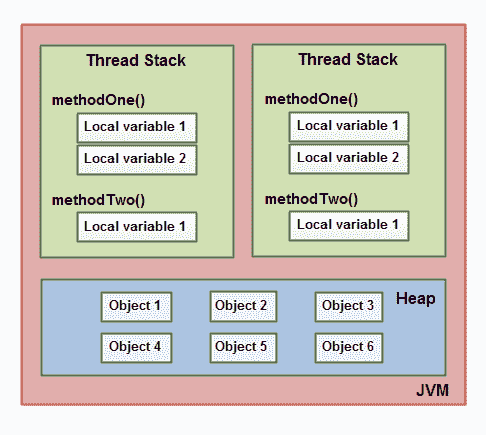 Thread Stack
methodOne()
Local variable 1
Local variable 2
methodTwo()
Local variable 1
Thread Stack
methodOne()
Local variable 1
Local variable 2
methodTwo()
Local variable 1
Heap
Object 1 Object 2 Object 3
Object 4 Object 5 Object 6
JVM